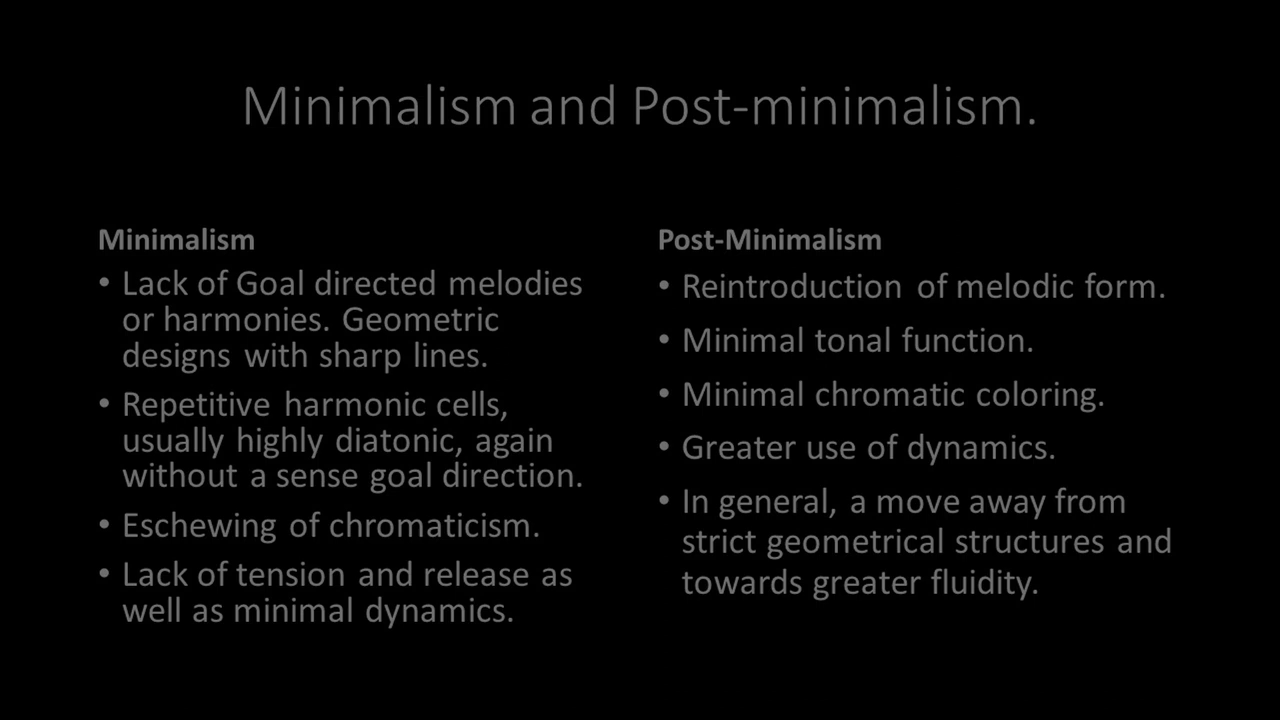 Minimalism and Post-minimalism.
Minimalism
• Lack of Goal directed melodies
or harmonies. Geometric
designs with sharp lines.
• Repetitive harmonic cells,
usually highly diatonic, again
without a sense goal direction.
• Eschewing of chromaticism.
• Lack of tension and release as
well as minimal dynamics.
Post-Minimalism
• Reintroduction of melodic form.
• Minimal tonal function.
• Minimal chromatic coloring.
• Greater use of dynamics.
• In general, a move away from
strict geometrical structures and
towards greater fluidity.